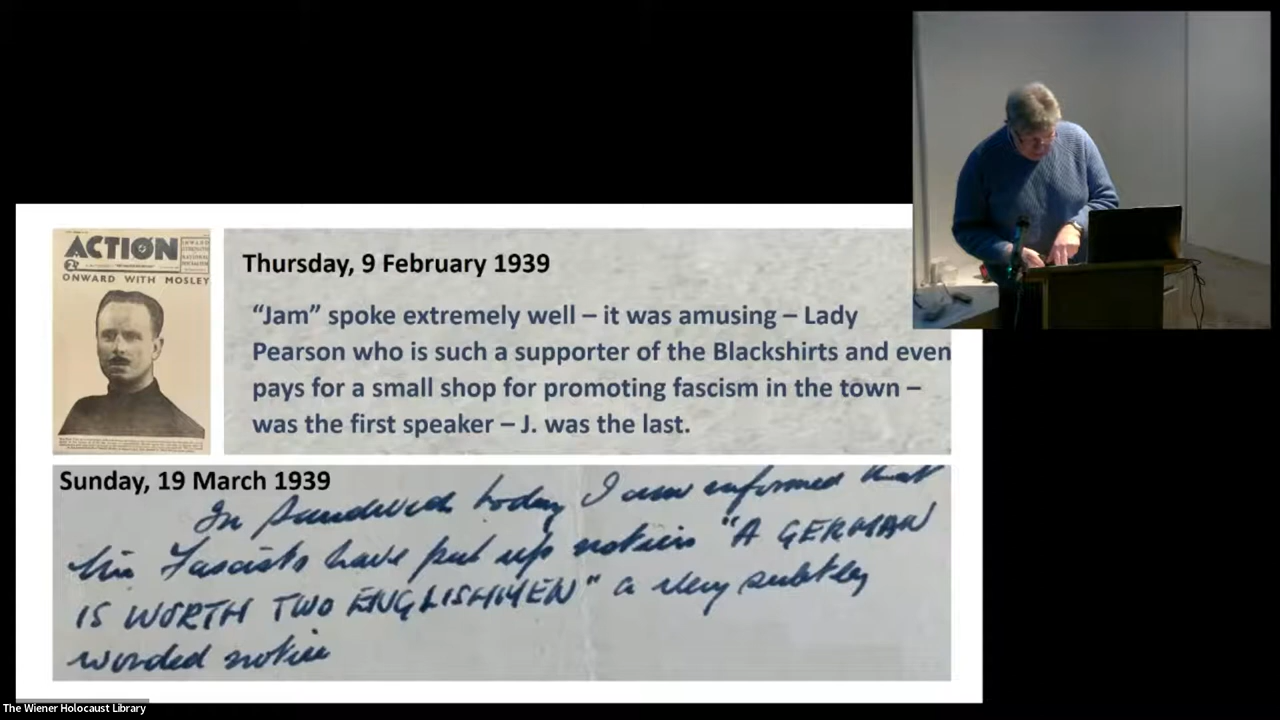 ACTION
2D
ONWARD WITH MOSLEY
Thursday, 9 February 1939
“Jam” spoke extremely well – it was amusing – Lady
Pearson who is such a supporter of the Blackshirts and even
pays for a small shop for promoting fascism in the town –
was the first speaker – J. was the last.
Sunday, 19 March 1939
In Sandwich today I am informed that
the Fascists have put up notices "A GERMAN
IS WORTH TWO ENGLISHMEN" a very subtley
worded notice
The Wiener Holocaust Library